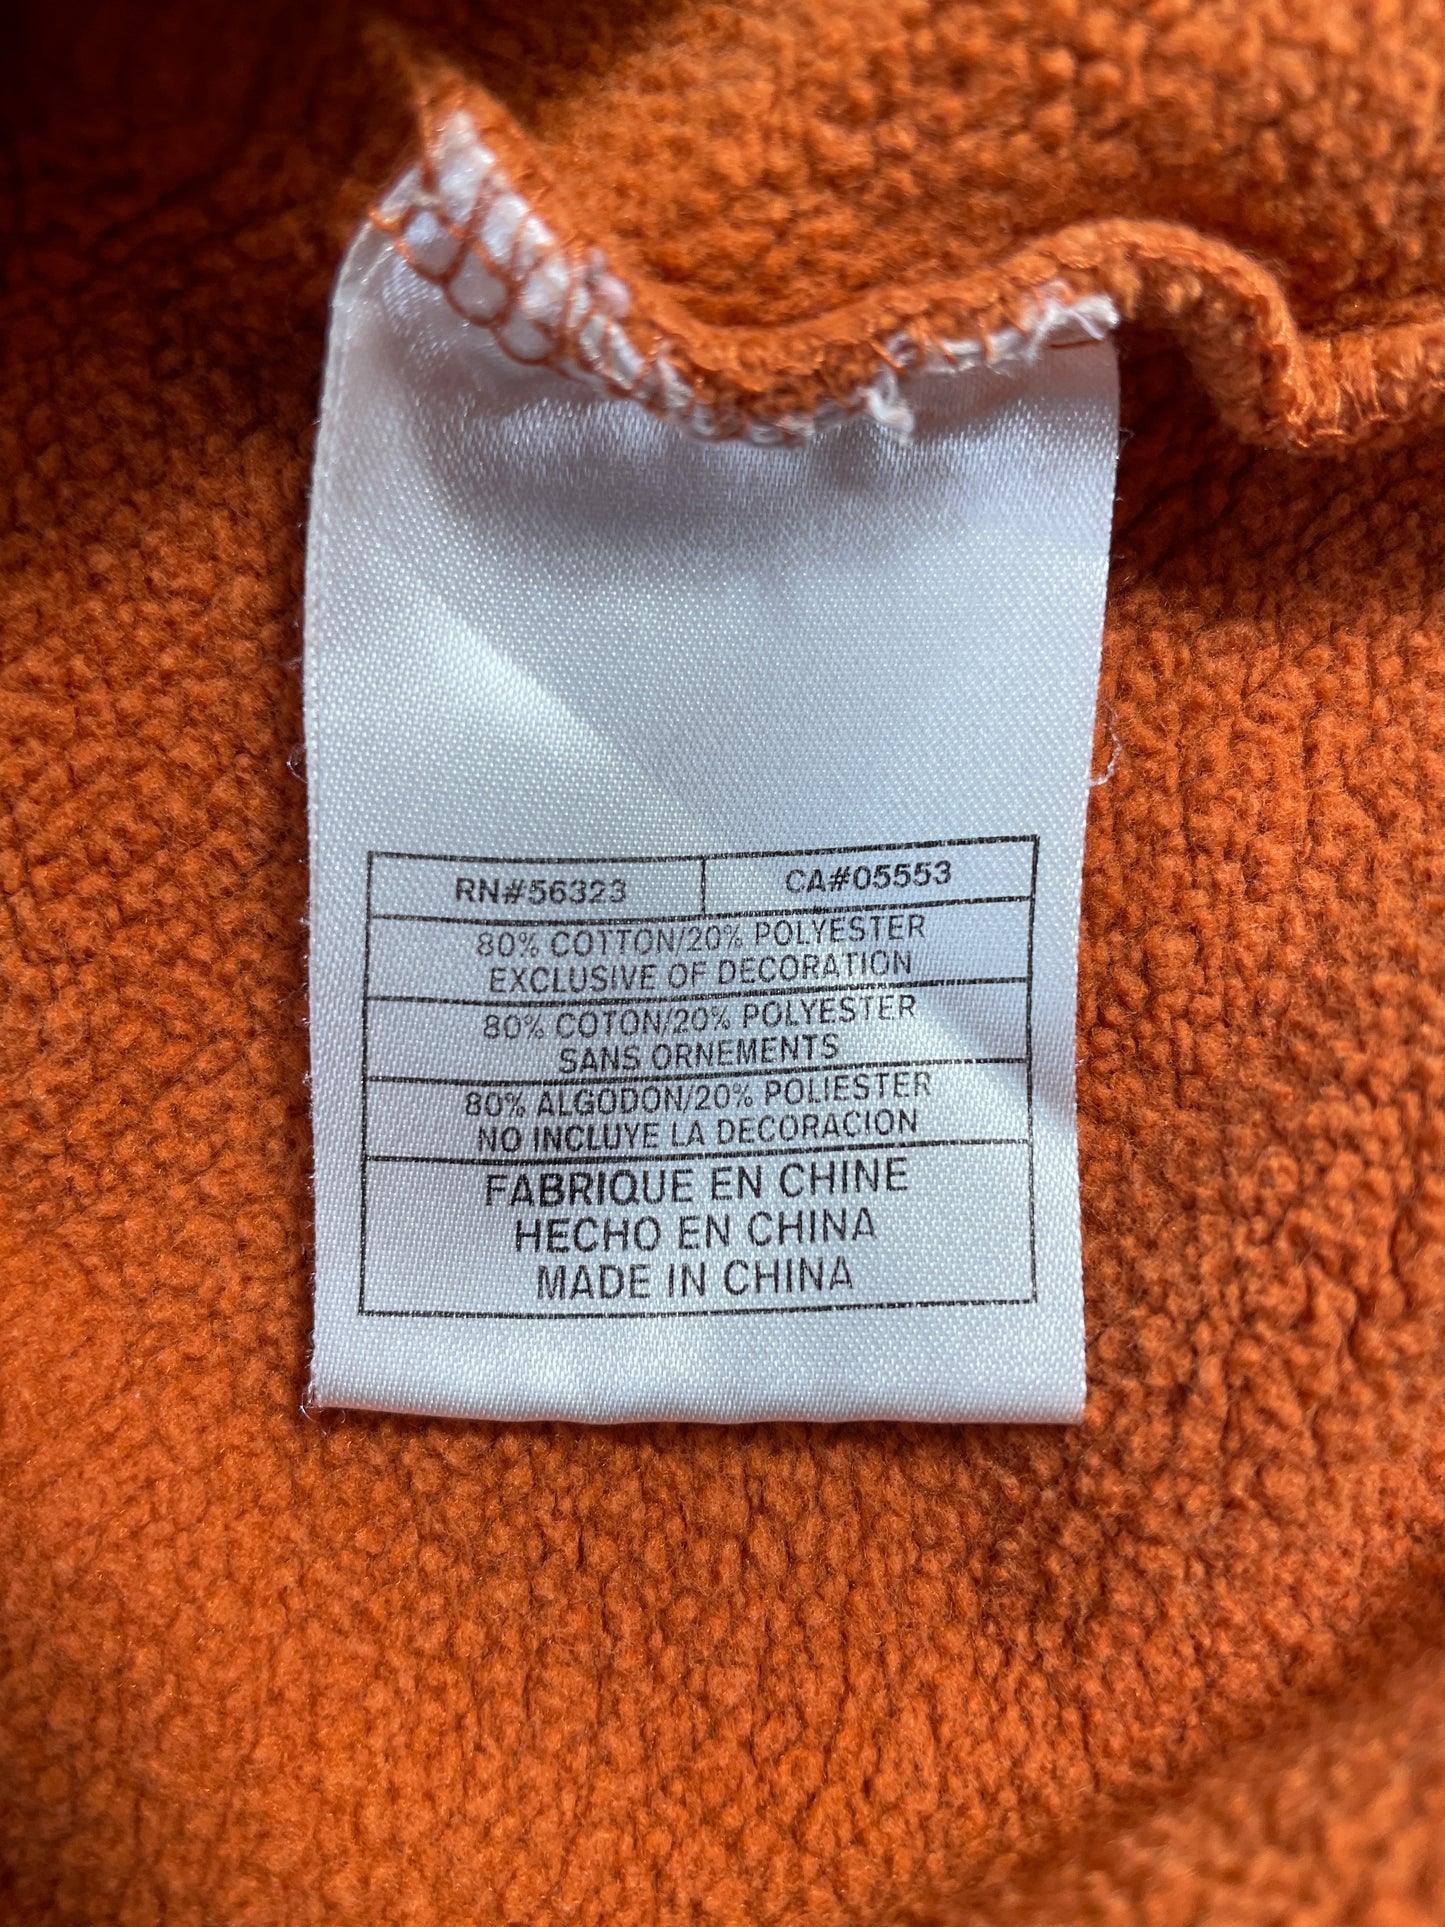 RN#56323 CA#05553
80% COTTON/20% POLYESTER
EXCLUSIVE OF DECORATION
80% COTON/20% POLYESTER
SANS ORNEMENTS
80% ALGODON/20% POLIESTER
NO INCLUYE LA DECORACION
FABRIQUE EN CHINE
HECHO EN CHINA
MADE IN CHINA